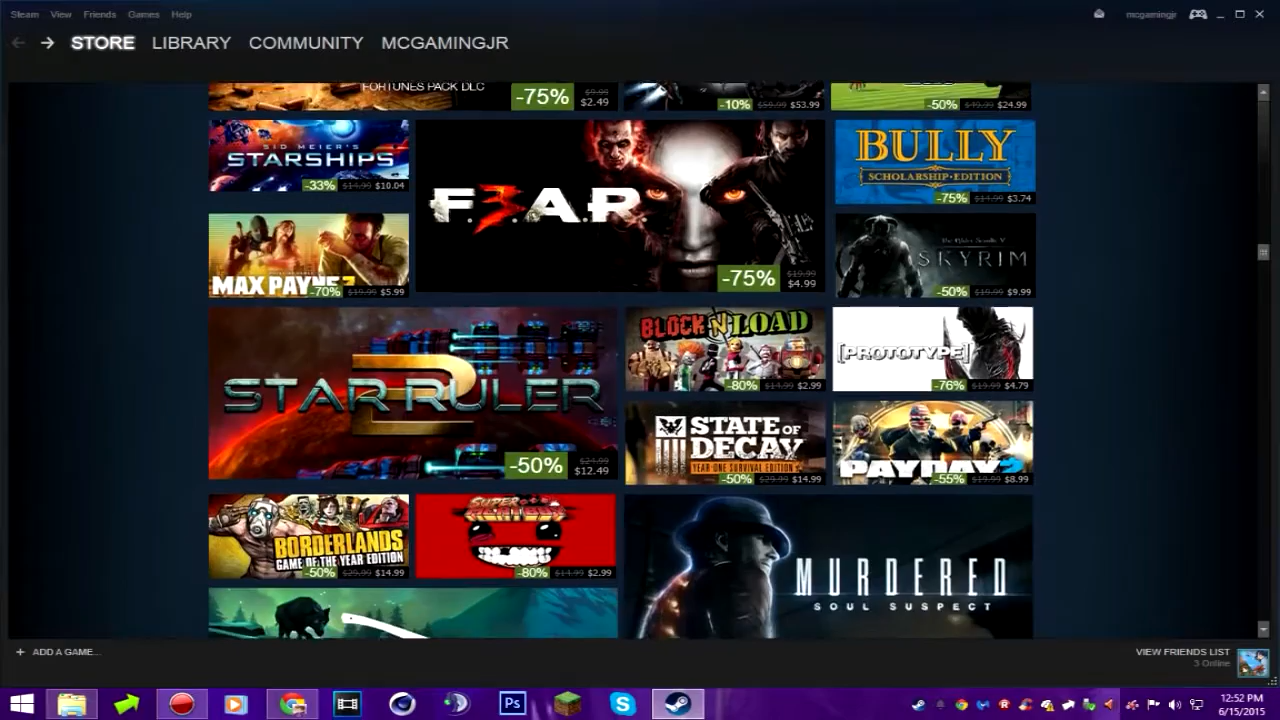 Steam View Friends Games Help
mcgamingjr
STORE LIBRARY COMMUNITY MCGAMINGJR
FORTUNES PACK DLC
-75% $9.99 $2.49
-10% $59.99 $53.99
-50% $49.99 $24.99
SID MEIER'S
STARSHIPS
-33% $14.99 $10.04
F.3.A.R
-75% $19.99 $4.99
BULLY
SCHOLARSHIP EDITION
-75% $14.99 $3.74
MAX PAYNE 3
-70% $19.99 $5.99
The Elder Scrolls V
SKYRIM
-50% $19.99 $9.99
STAR RULER
2
-50% $24.99 $12.49
BLOCK N LOAD
-80% $14.99 $2.99
[PROTOTYPE]
-76% $19.99 $4.79
STATE OF
DECAY
YEAR-ONE SURVIVAL EDITION
-50% $29.99 $14.99
PAYDAY 2
-55% $19.99 $8.99
BORDERLANDS
GAME OF THE YEAR EDITION
-50% $29.99 $14.99
SUPER
MEATBOY
-80% $14.99 $2.99
MURDERED
SOUL SUSPECT
+ ADD A GAME...
VIEW FRIENDS LIST
3 Online
Ps
12:52 PM
6/15/2015